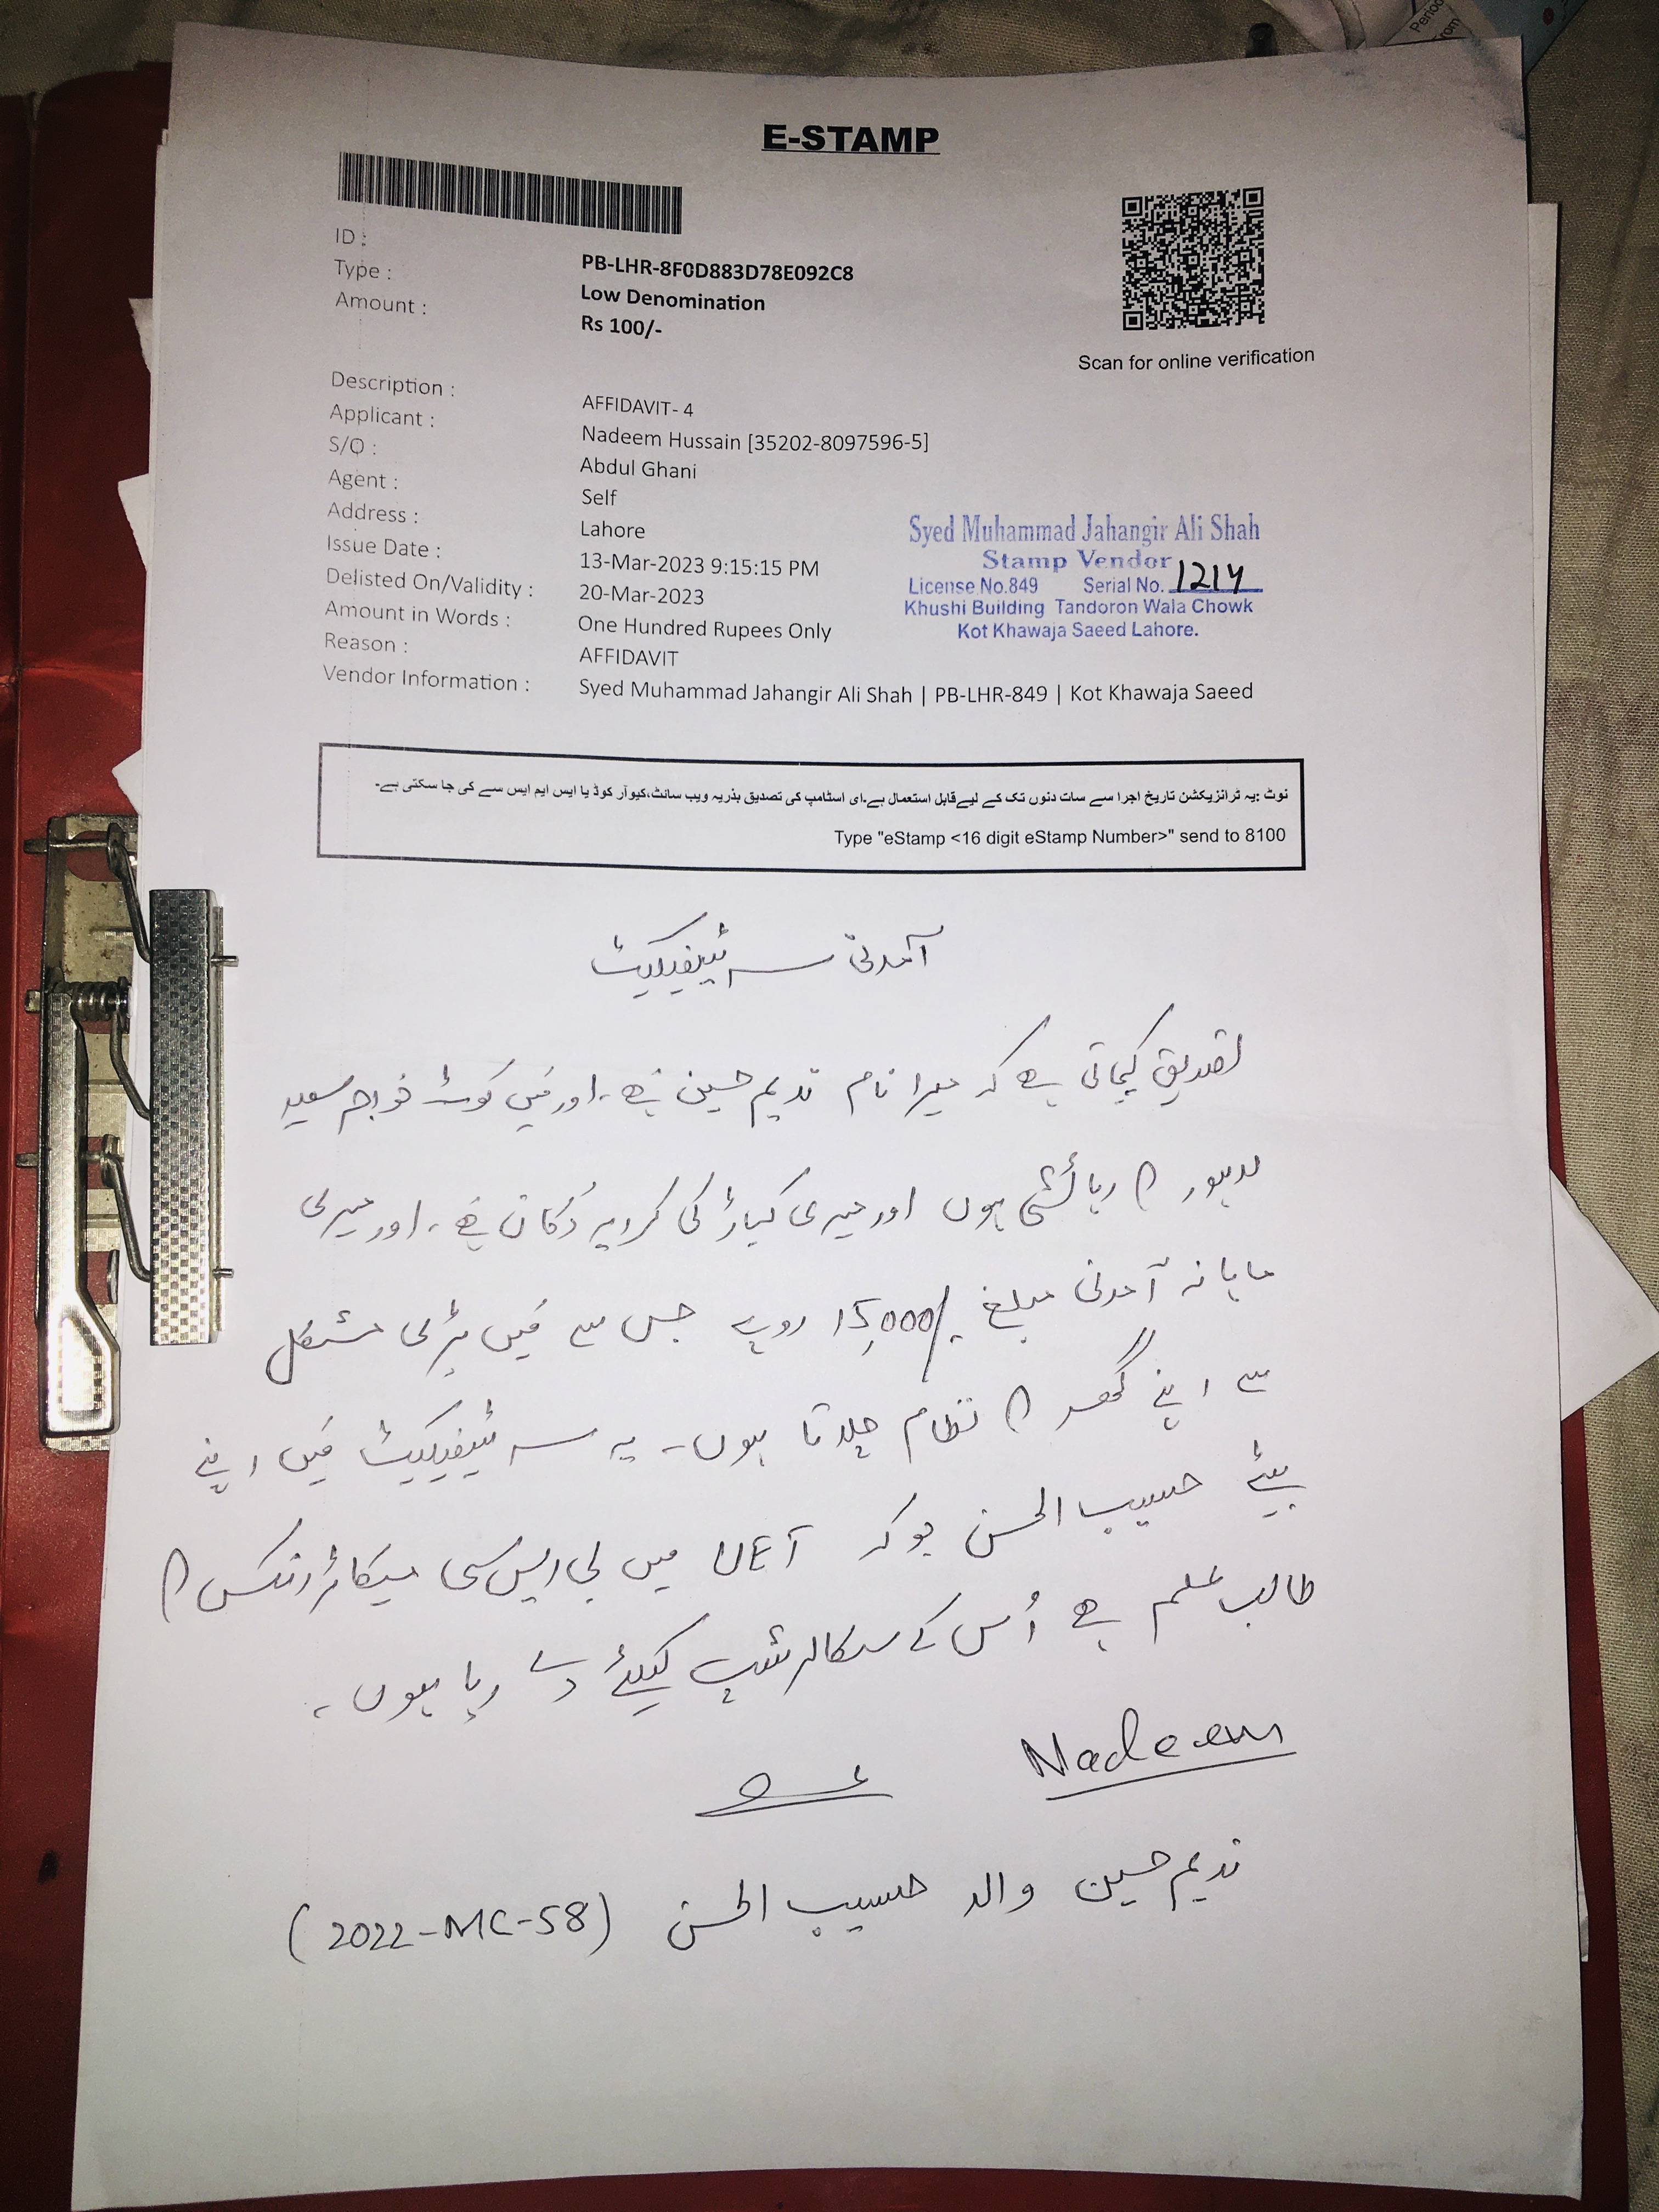 Period
From
E-STAMP
ID :
PB-LHR-8F0D883D78E092C8
Type :
Low Denomination
Amount :
Rs 100/-
Scan for online verification
Description :
AFFIDAVIT- 4
Applicant :
Nadeem Hussain [35202-8097596-5]
S/O :
Abdul Ghani
Agent :
Self
Address :
Lahore
Issue Date :
13-Mar-2023 9:15:15 PM
Delisted On/Validity :
20-Mar-2023
Amount in Words :
One Hundred Rupees Only
Reason :
AFFIDAVIT
Vendor Information :
Syed Muhammad Jahangir Ali Shah | PB-LHR-849 | Kot Khawaja Saeed
Syed Muhammad Jahangir Ali Shah
Stamp Vendor
License No.849 Serial No. 1214
Khushi Building Tandoron Wala Chowk
Kot Khawaja Saeed Lahore.
نوٹ :یہ ٹرانزیکشن تاریخ اجرا سے سات دنوں تک کے لیےقابل استعمال ہے۔ای اسٹامپ کی تصدیق بذریہ ویب سائٹ،کیوآر کوڈ یا ایس ایم ایس سے کی جا سکتی ہے۔
Type "eStamp <16 digit eStamp Number>" send to 8100
آمدنی سرٹیفیکیٹ
تصدیق کیجاتی ہے کہ میرا نام ندیم حسین ہے۔ اور میں کوٹ خواجہ سعید
لاہور کا رہائشی ہوں اور میری کباڑ کی کرایہ دُکان ہے۔ اور میری
ماہانہ آمدنی مبلغ 15,000/- روپے جس سے میں بڑی مشکل
سے اپنے گھر کا نظام چلاتا ہوں۔ یہ سرٹیفیکیٹ میں اپنے
بیٹے حسیب الحسن جو کہ UET میں بی ایس سی میکاٹرانکس کا
طالب علم ہے اُس کے سکالرشپ کیلئے دے رہا ہوں۔
Nadeem
ندیم حسین والد حسیب الحسن (2022-MC-58)